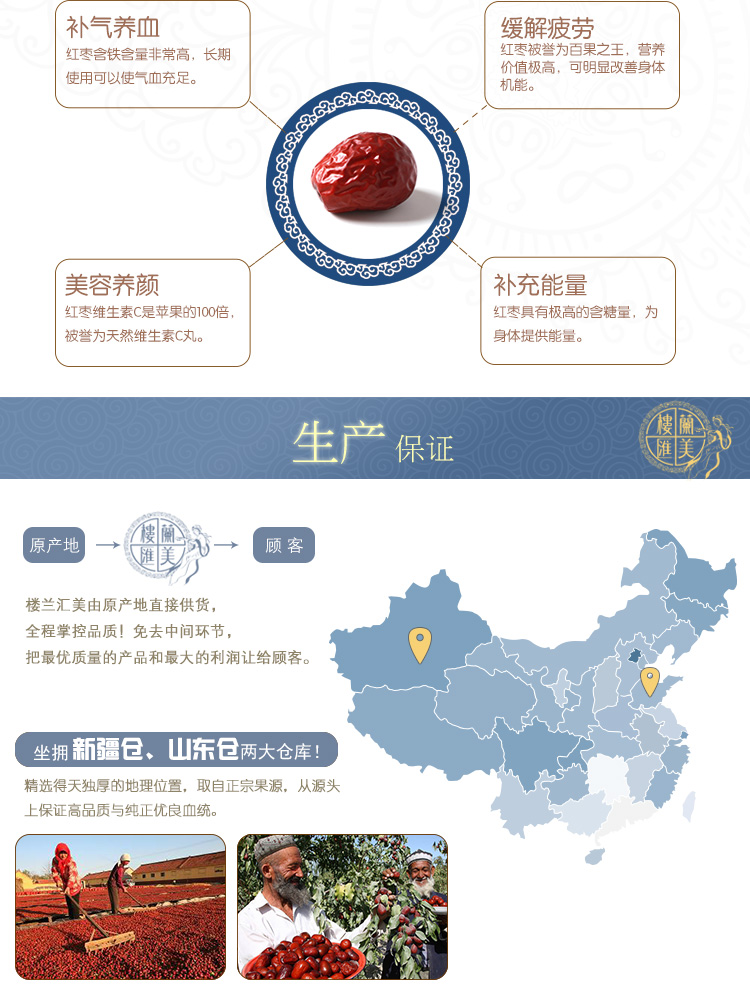 补气养血
红枣含铁含量非常高，长期
使用可以使气血充足。
缓解疲劳
红枣被誉为百果之王，营养
价值极高，可明显改善身体
机能。
美容养颜
红枣维生素C是苹果的100倍，
被誉为天然维生素C丸。
补充能量
红枣具有极高的含糖量，为
身体提供能量。
生产 保证
樓蘭
匯美
原产地
樓蘭
匯美
顾客
楼兰汇美由原产地直接供货，
全程掌控品质！免去中间环节，
把最优质量的产品和最大的利润让给顾客。
坐拥新疆仓、山东仓两大仓库！
精选得天独厚的地理位置，取自正宗果源，从源头
上保证高品质与纯正优良血统。